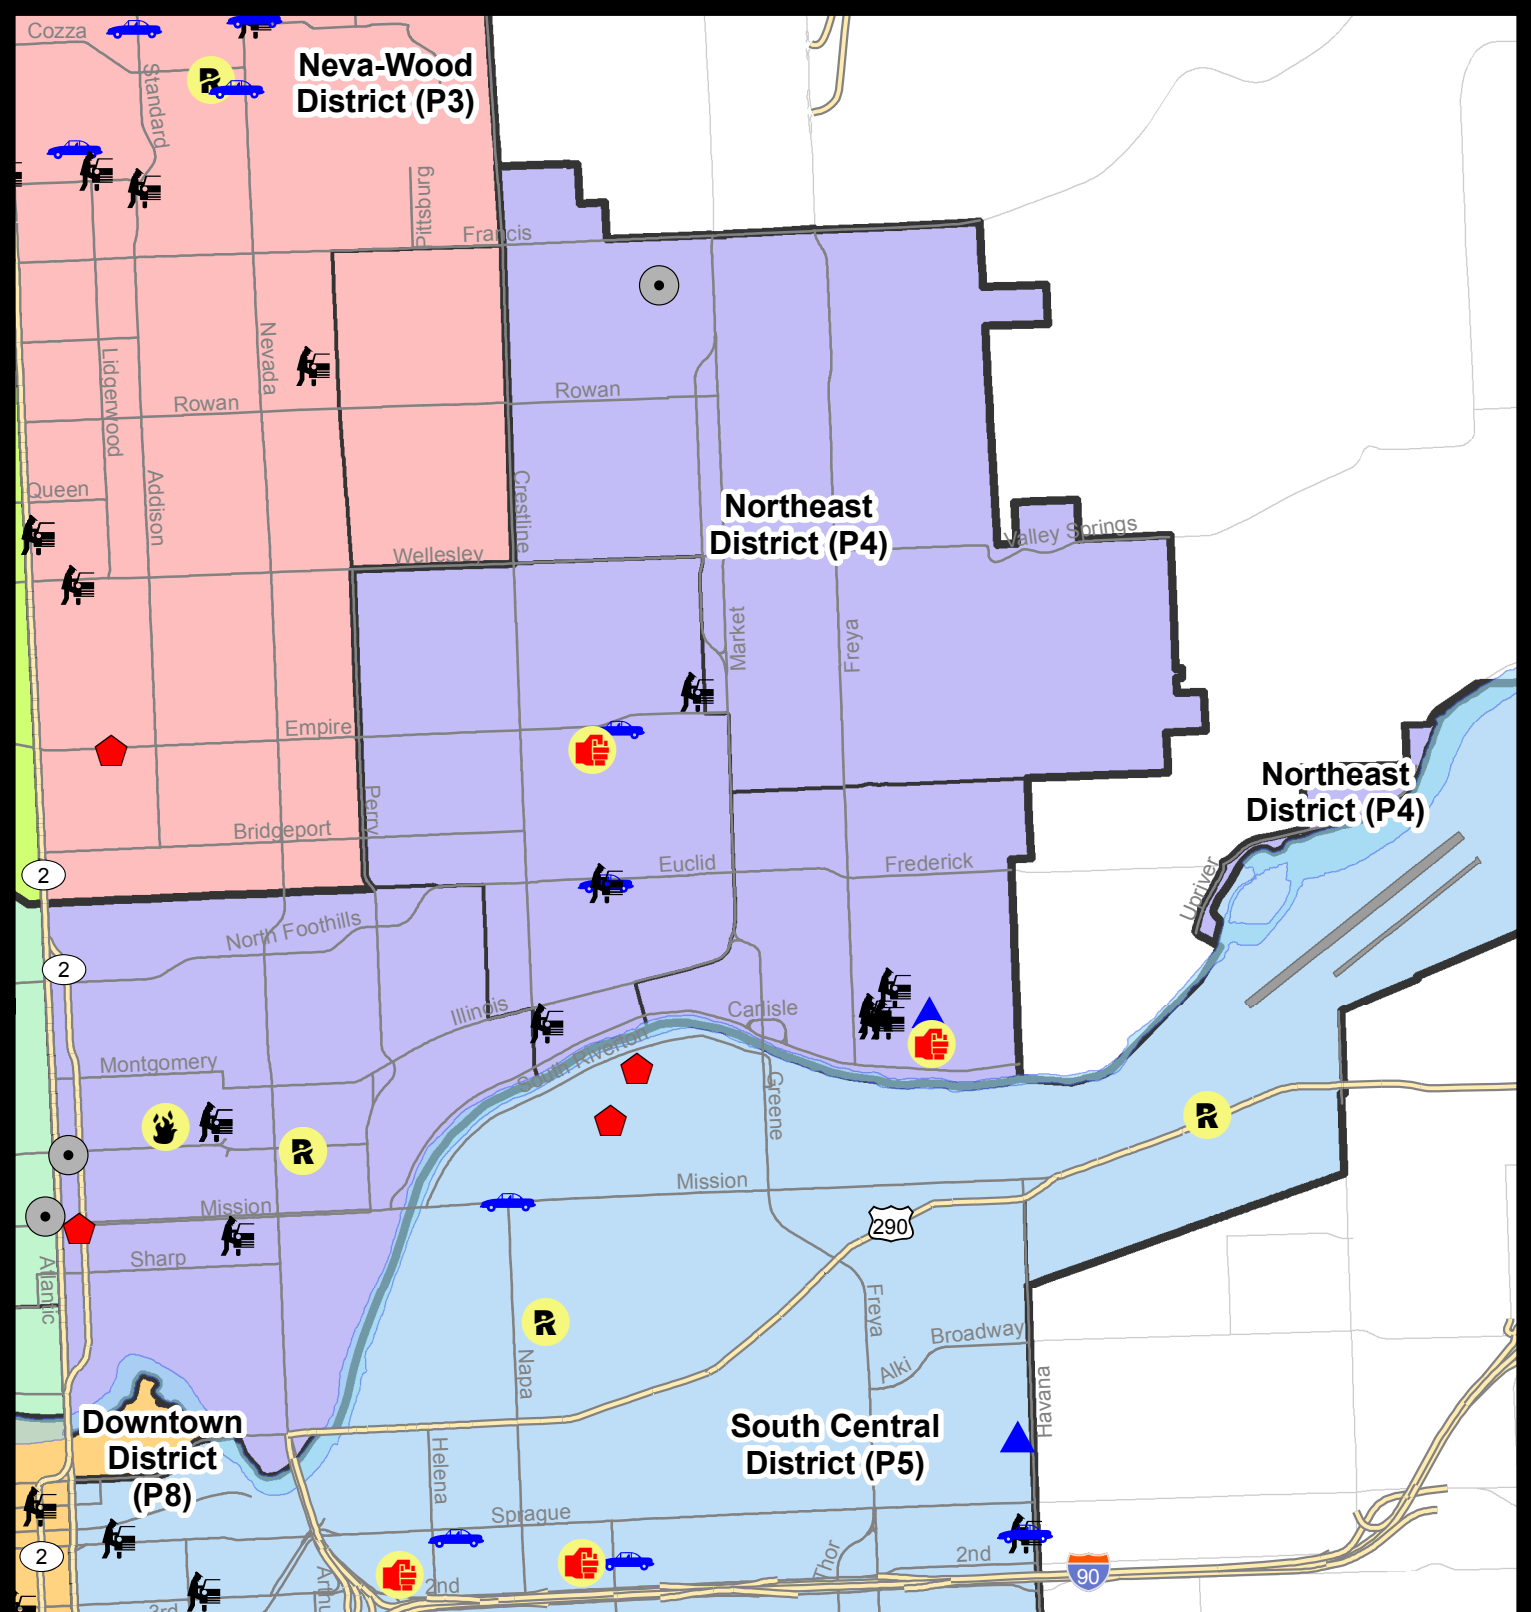 Cozza
Standard
Neva-Wood
District (P3)
Pittsburg
Francis
Nevada
Lidgerwood
Rowan
Rowan
Queen
Addison
Crestline
Northeast
District (P4)
Valley Springs
Wellesley
Market
Freya
Empire
Northeast
District (P4)
Perry
Bridgeport
Euclid
Frederick
2
Upriver
North Foothills
2
Illinois
Carlisle
South Riverton
Montgomery
Greene
Mission
Mission
290
Sharp
Atlantic
Freya
Broadway
Alki
Napa
Havana
Downtown
District
(P8)
South Central
District (P5)
Helena
Sprague
2
2nd
Thor
2nd
90
3rd